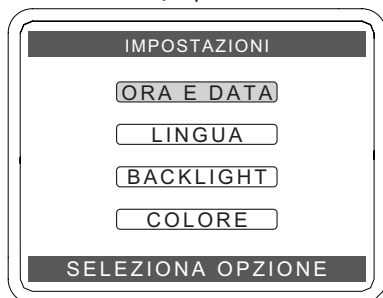 IMPOSTAZIONI
ORA E DATA
LINGUA
BACKLIGHT
COLORE
SELEZIONA OPZIONE